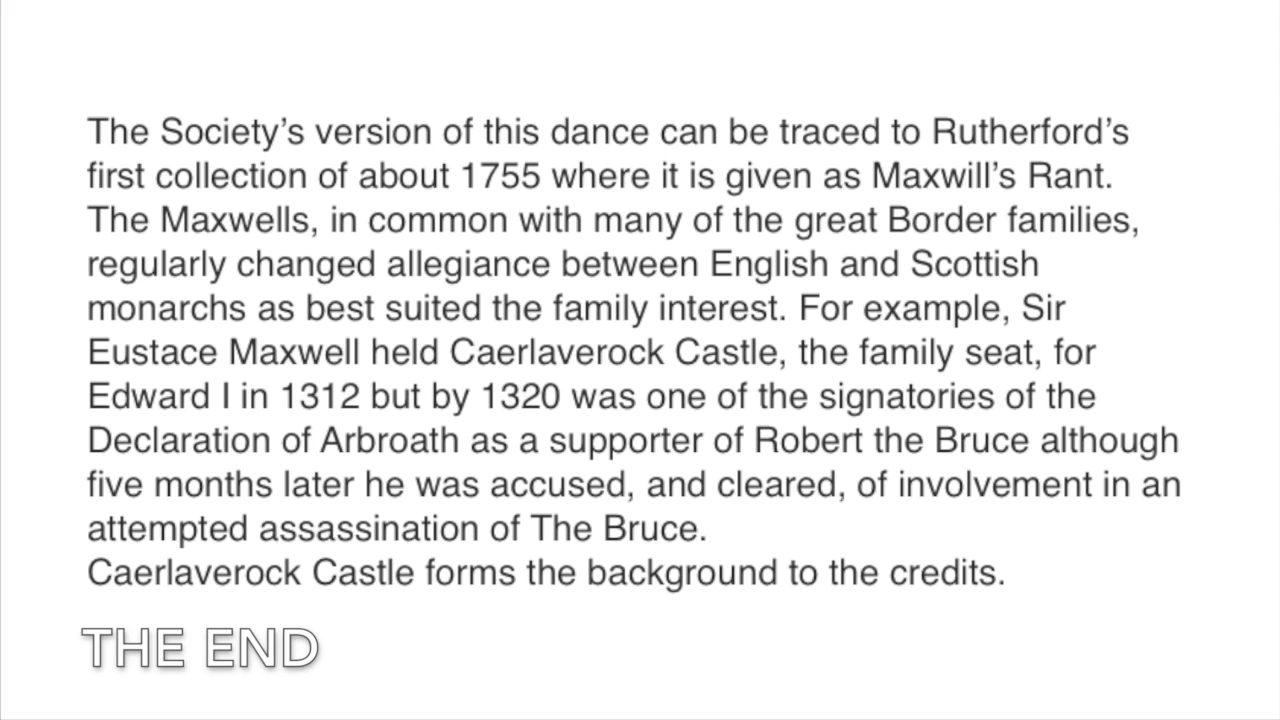 The Society’s version of this dance can be traced to Rutherford’s
first collection of about 1755 where it is given as Maxwill’s Rant.
The Maxwells, in common with many of the great Border families,
regularly changed allegiance between English and Scottish
monarchs as best suited the family interest. For example, Sir
Eustace Maxwell held Caerlaverock Castle, the family seat, for
Edward I in 1312 but by 1320 was one of the signatories of the
Declaration of Arbroath as a supporter of Robert the Bruce although
five months later he was accused, and cleared, of involvement in an
attempted assassination of The Bruce.
Caerlaverock Castle forms the background to the credits.
THE END